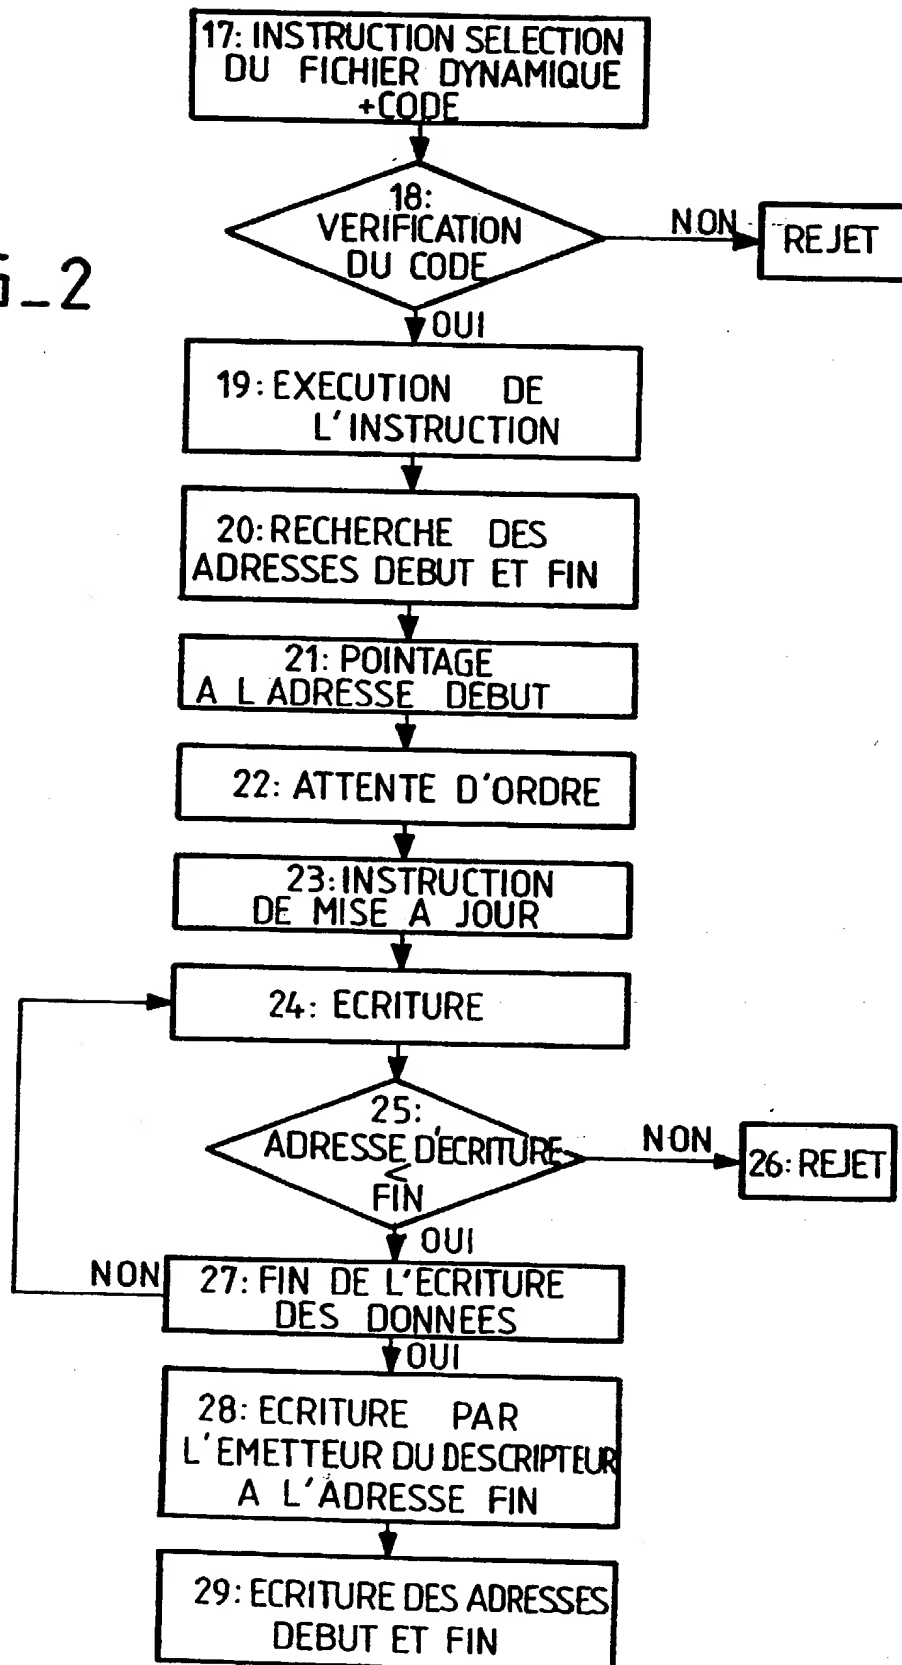 17: INSTRUCTION SELECTION
DU FICHIER DYNAMIQUE
+CODE
18:
VERIFICATION
DU CODE
NON
REJET
G_2
OUI
19: EXECUTION DE
L'INSTRUCTION
20: RECHERCHE DES
ADRESSES DEBUT ET FIN
21: POINTAGE
A L ADRESSE DEBUT
22: ATTENTE D'ORDRE
23: INSTRUCTION
DE MISE A JOUR
24: ECRITURE
25:
ADRESSE D'ECRITURE
<
FIN
NON
26: REJET
OUI
NON
27: FIN DE L'ECRITURE
DES DONNEES
OUI
28: ECRITURE PAR
L'EMETTEUR DU DESCRIPTEUR
A L'ADRESSE FIN
29: ECRITURE DES ADRESSES
DEBUT ET FIN